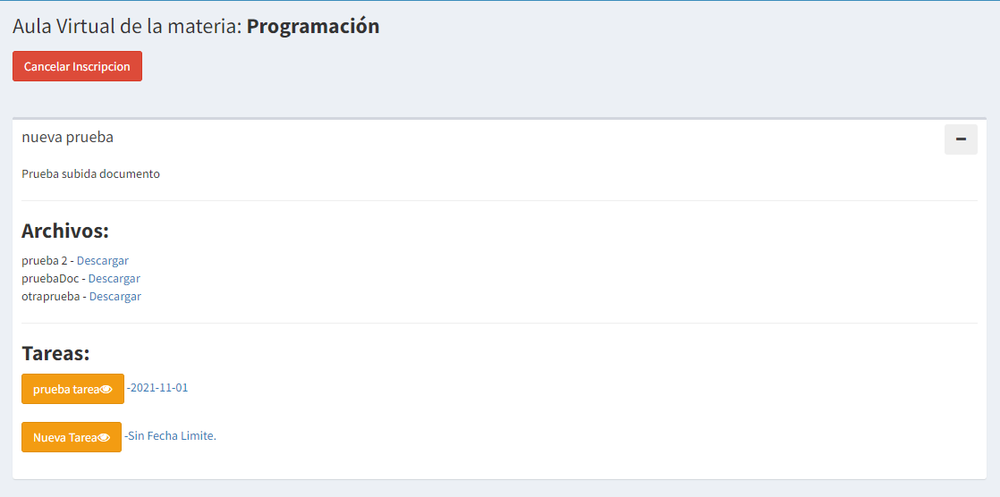 Aula Virtual de la materia: Programación
Cancelar Inscripcion
nueva prueba
Prueba subida documento
Archivos:
prueba 2 - Descargar
pruebaDoc - Descargar
otraprueba - Descargar
Tareas:
prueba tarea -2021-11-01
Nueva Tarea -Sin Fecha Limite.